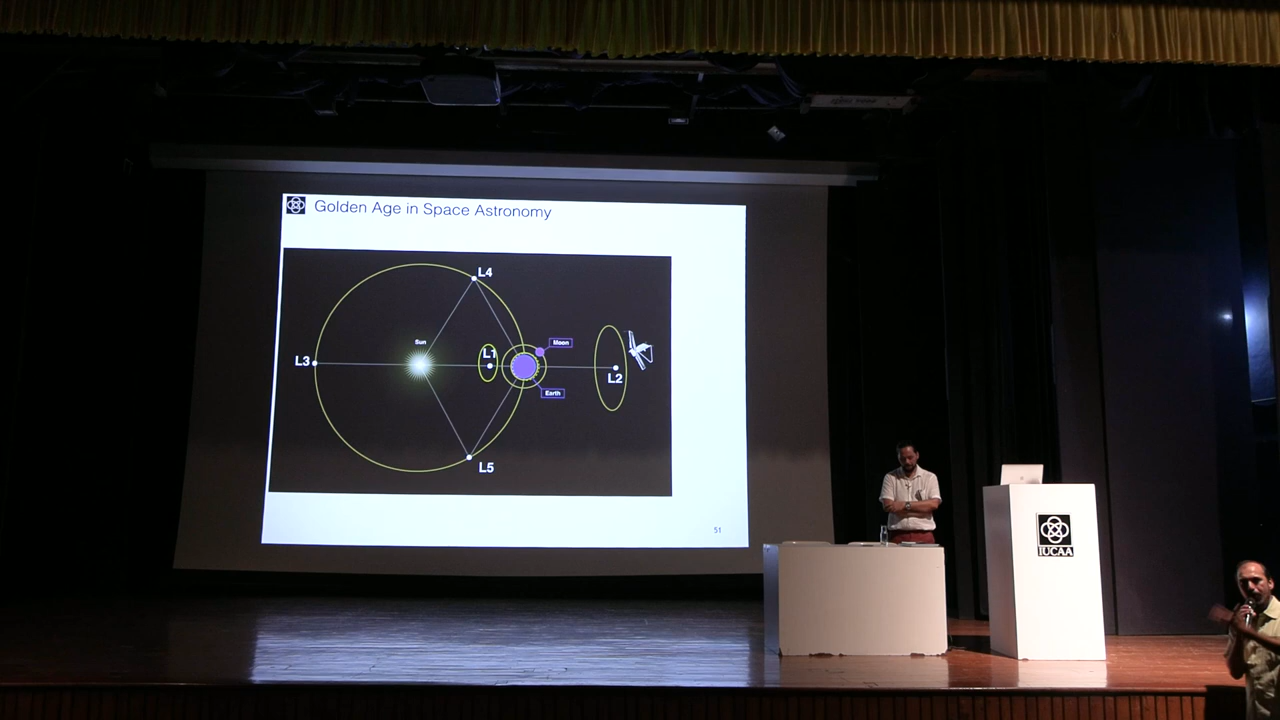 Golden Age in Space Astronomy
L4
Sun
Moon
L1
L3
L2
Earth
L5
51
IUCAA